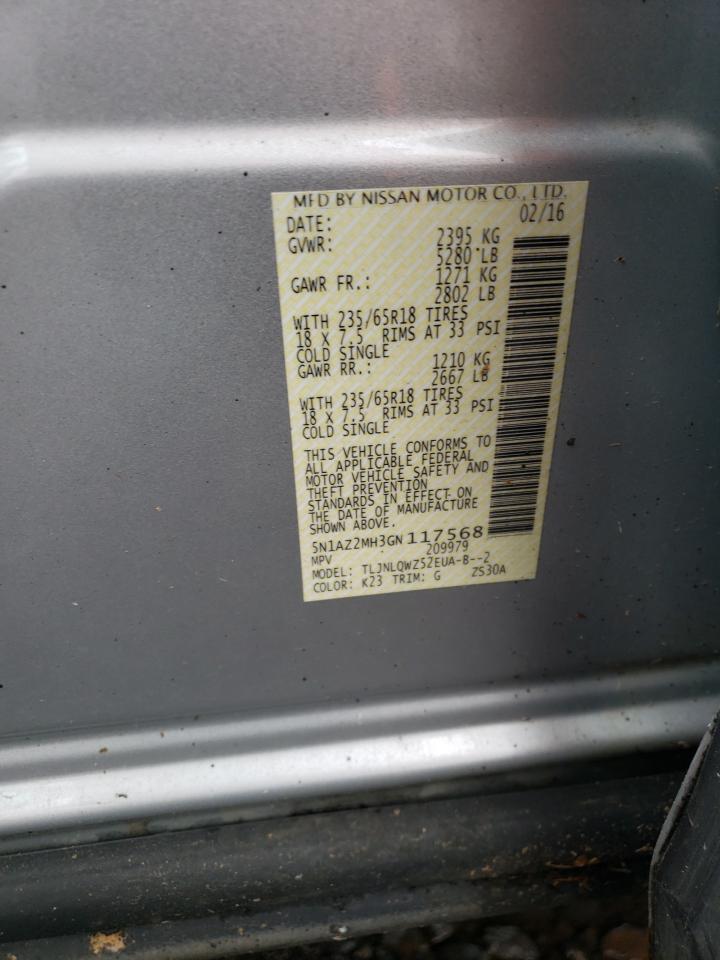 MFD BY NISSAN MOTOR CO., LTD.
DATE: 02/16
GVWR: 2395 KG
5280 LB
GAWR FR.: 1271 KG
2802 LB
WITH 235/65R18 TIRES
18 X 7.5 RIMS AT 33 PSI
COLD SINGLE
GAWR RR.: 1210 KG
2667 LB
WITH 235/65R18 TIRES
18 X 7.5 RIMS AT 33 PSI
COLD SINGLE
THIS VEHICLE CONFORMS TO
ALL APPLICABLE FEDERAL
MOTOR VEHICLE SAFETY AND
THEFT PREVENTION
STANDARDS IN EFFECT ON
THE DATE OF MANUFACTURE
SHOWN ABOVE.
5N1AZ2MH3GN117568
MPV 209979
MODEL: TLJNLQWZ52EUA-B--2
COLOR: K23 TRIM: G ZS30A